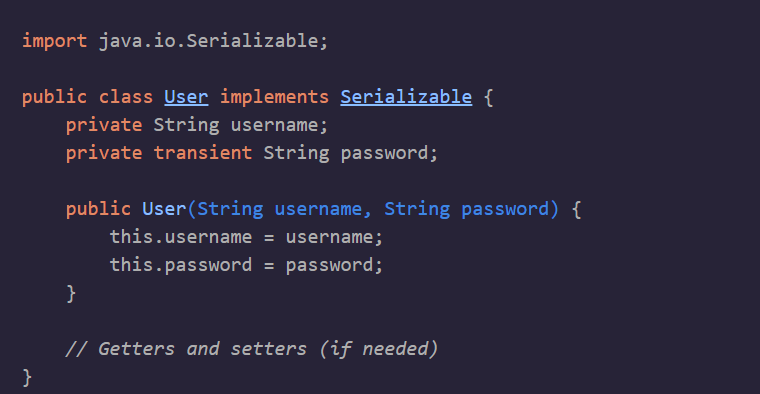 import java.io.Serializable;
public class User implements Serializable {
    private String username;
    private transient String password;
    public User(String username, String password) {
        this.username = username;
        this.password = password;
    }
    // Getters and setters (if needed)
}